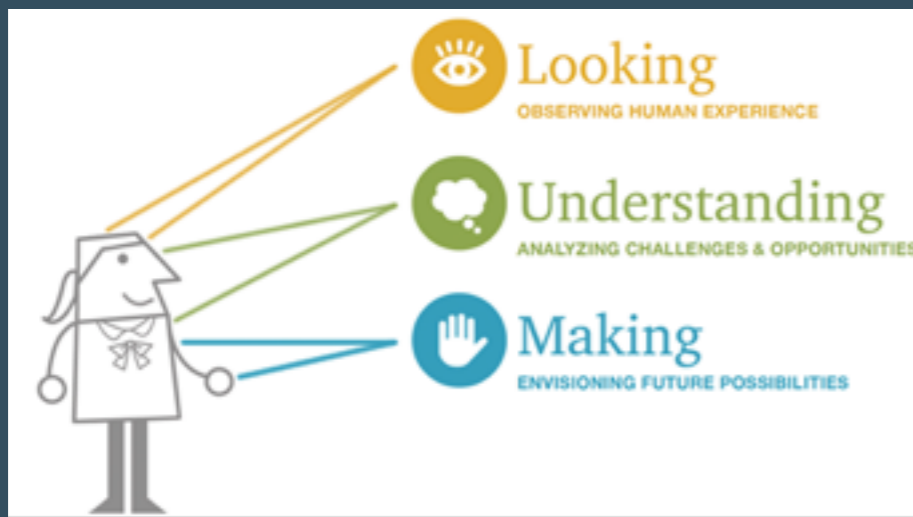 Looking
OBSERVING HUMAN EXPERIENCE
Understanding
ANALYZING CHALLENGES & OPPORTUNITIES
Making
ENVISIONING FUTURE POSSIBILITIES